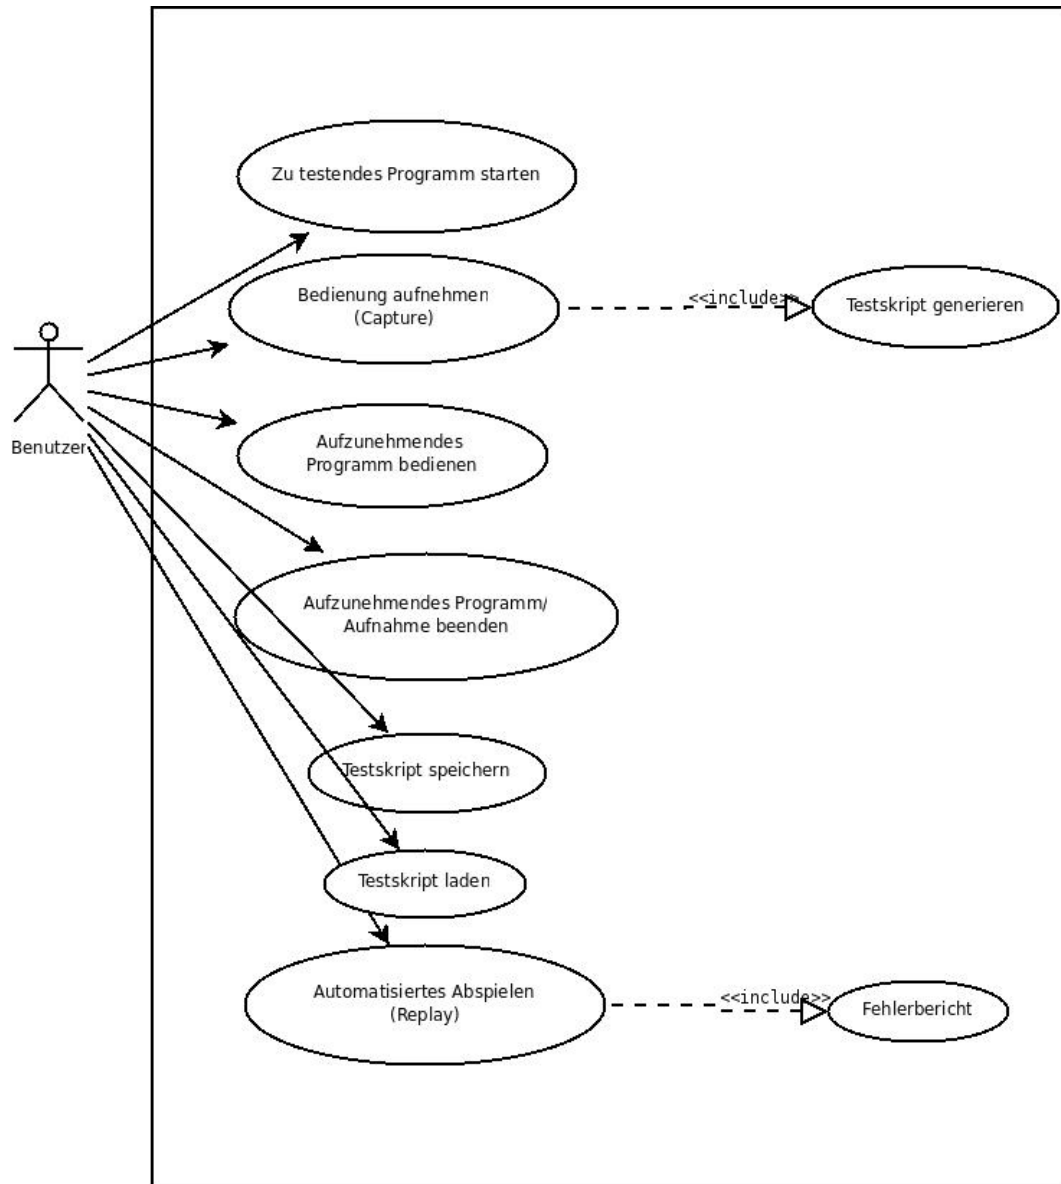 Zu testendes Programm starten
Bedienung aufnehmen
(Capture)
<<include>>
Testskript generieren
Benutzer
Aufzunehmendes
Programm bedienen
Aufzunehmendes Programm/
Aufnahme beenden
Testskript speichern
Testskript laden
Automatisiertes Abspielen
(Replay)
<<include>>
Fehlerbericht